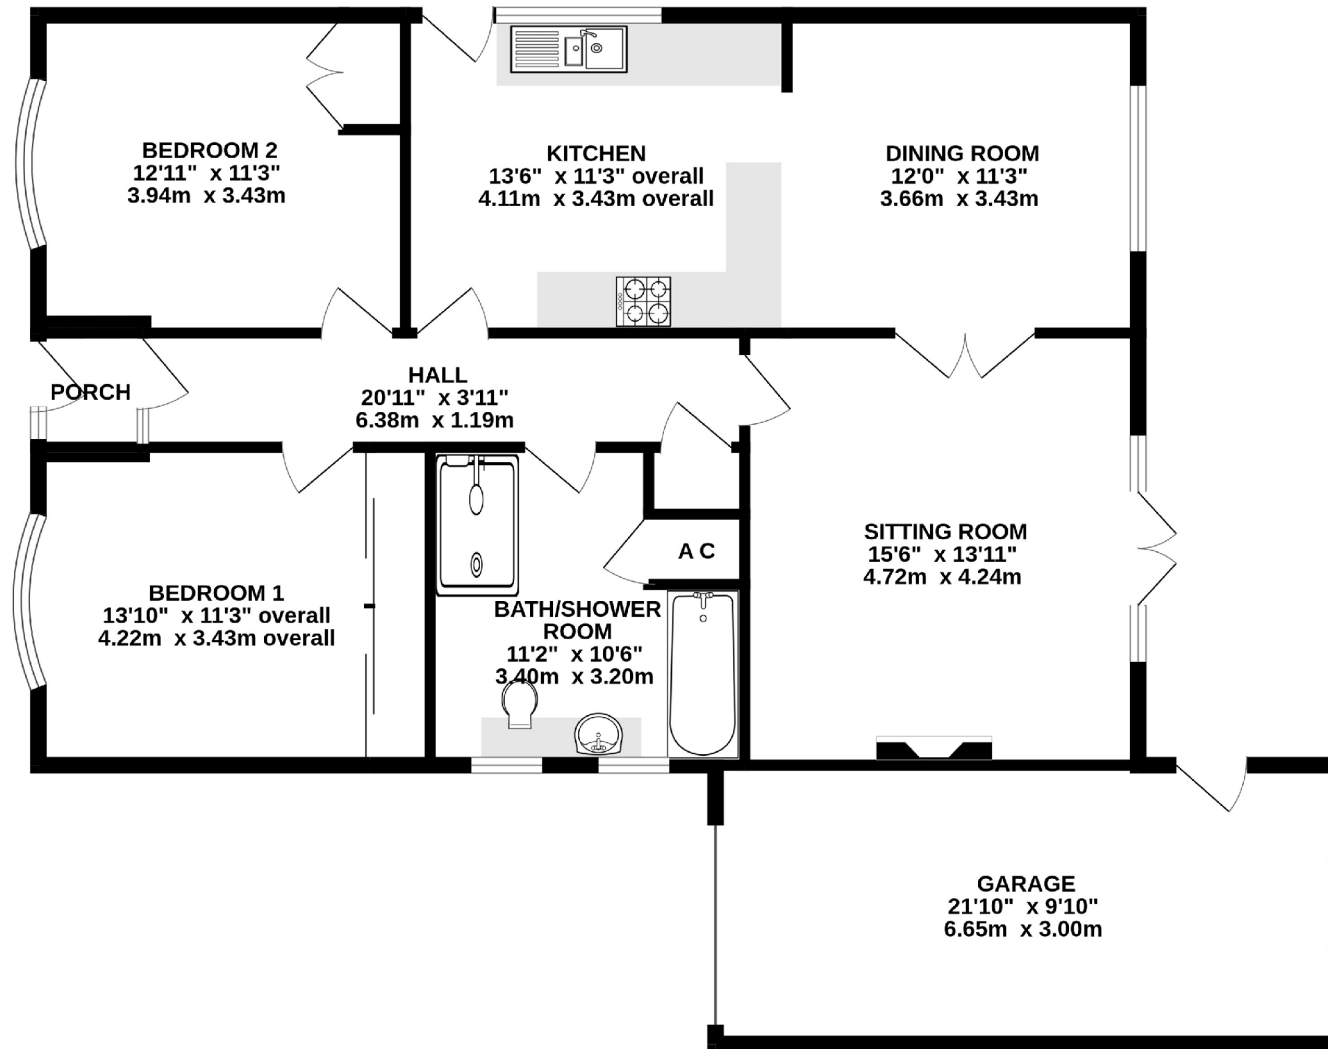 BEDROOM 2
12'11" x 11'3"
3.94m x 3.43m
KITCHEN
13'6" x 11'3" overall
4.11m x 3.43m overall
DINING ROOM
12'0" x 11'3"
3.66m x 3.43m
PORCH
HALL
20'11" x 3'11"
6.38m x 1.19m
SITTING ROOM
15'6" x 13'11"
4.72m x 4.24m
A C
BEDROOM 1
13'10" x 11'3" overall
4.22m x 3.43m overall
BATH/SHOWER
ROOM
11'2" x 10'6"
3.40m x 3.20m
GARAGE
21'10" x 9'10"
6.65m x 3.00m